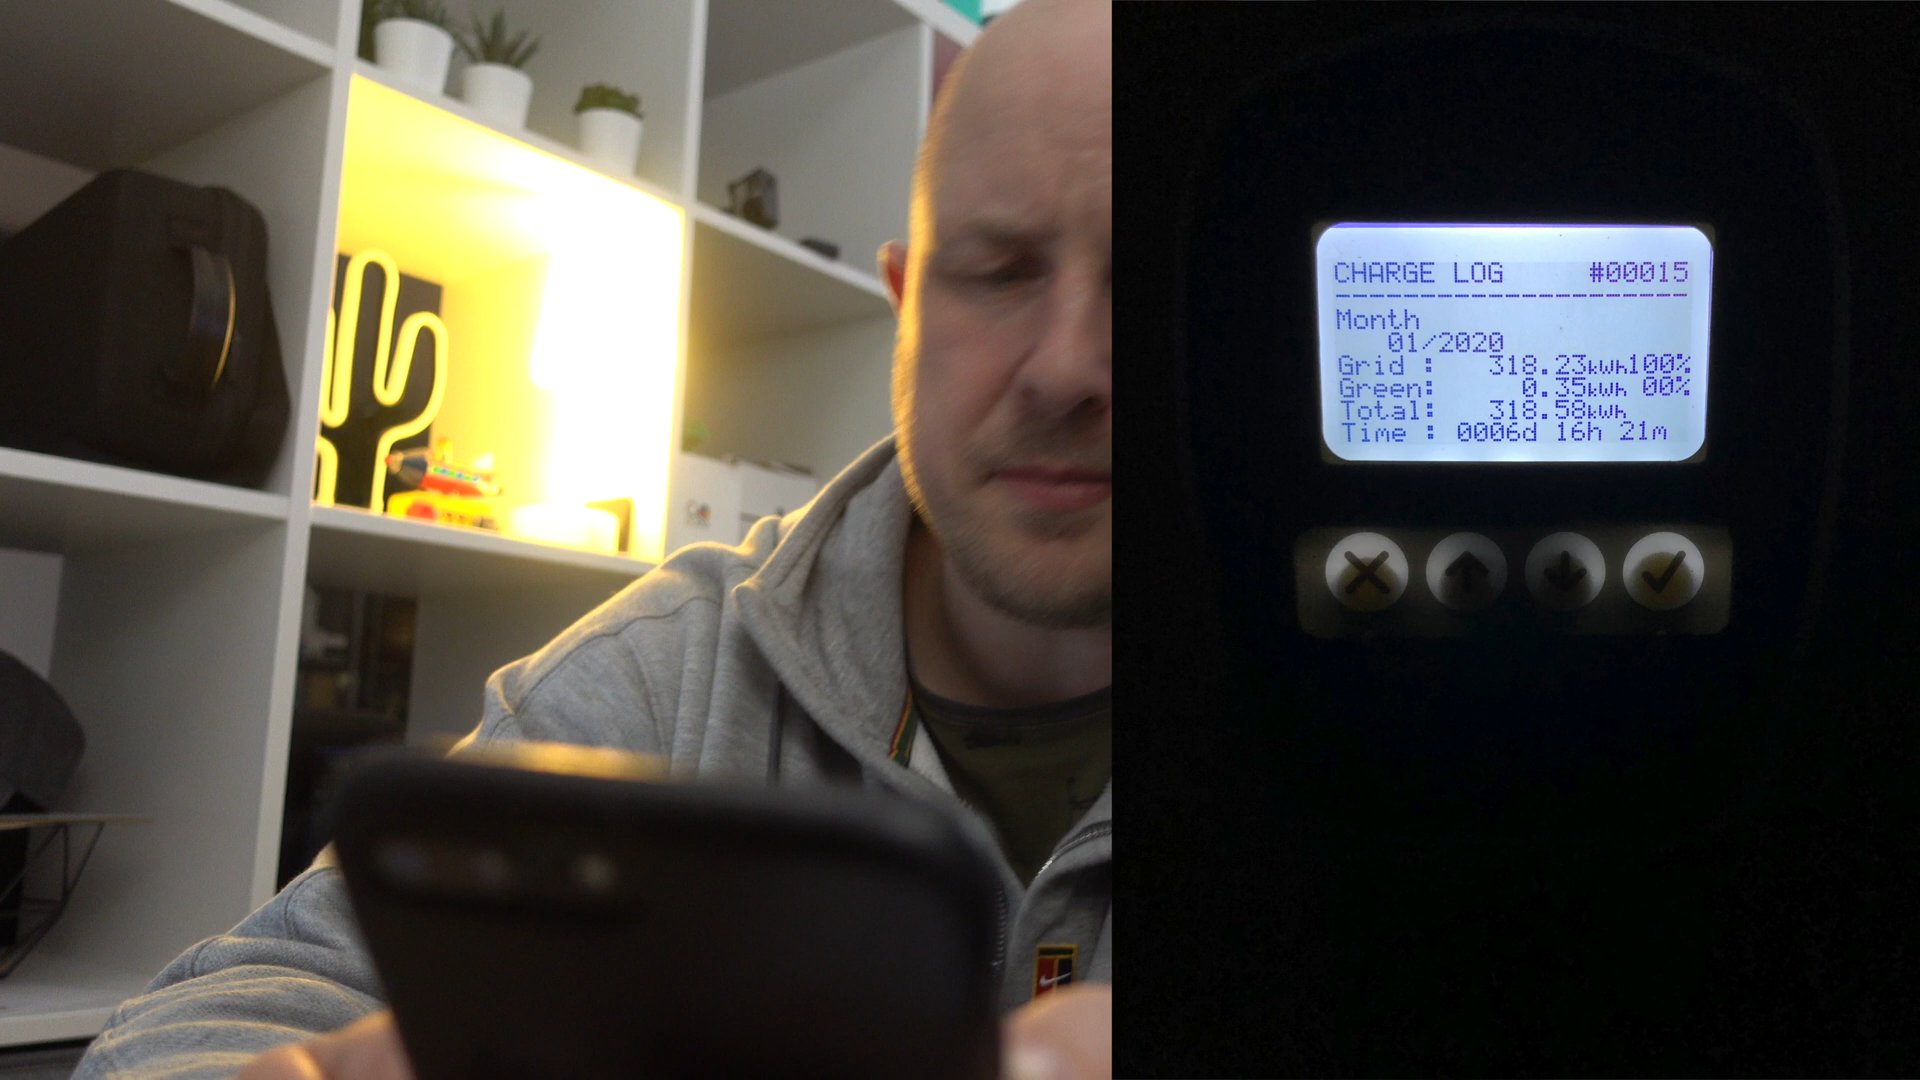 CHARGE LOG #00015
Month
01/2020
Grid : 318.23kWh100%
Green: 0.35kWh 00%
Total: 318.58kWh
Time : 0006d 16h 21m